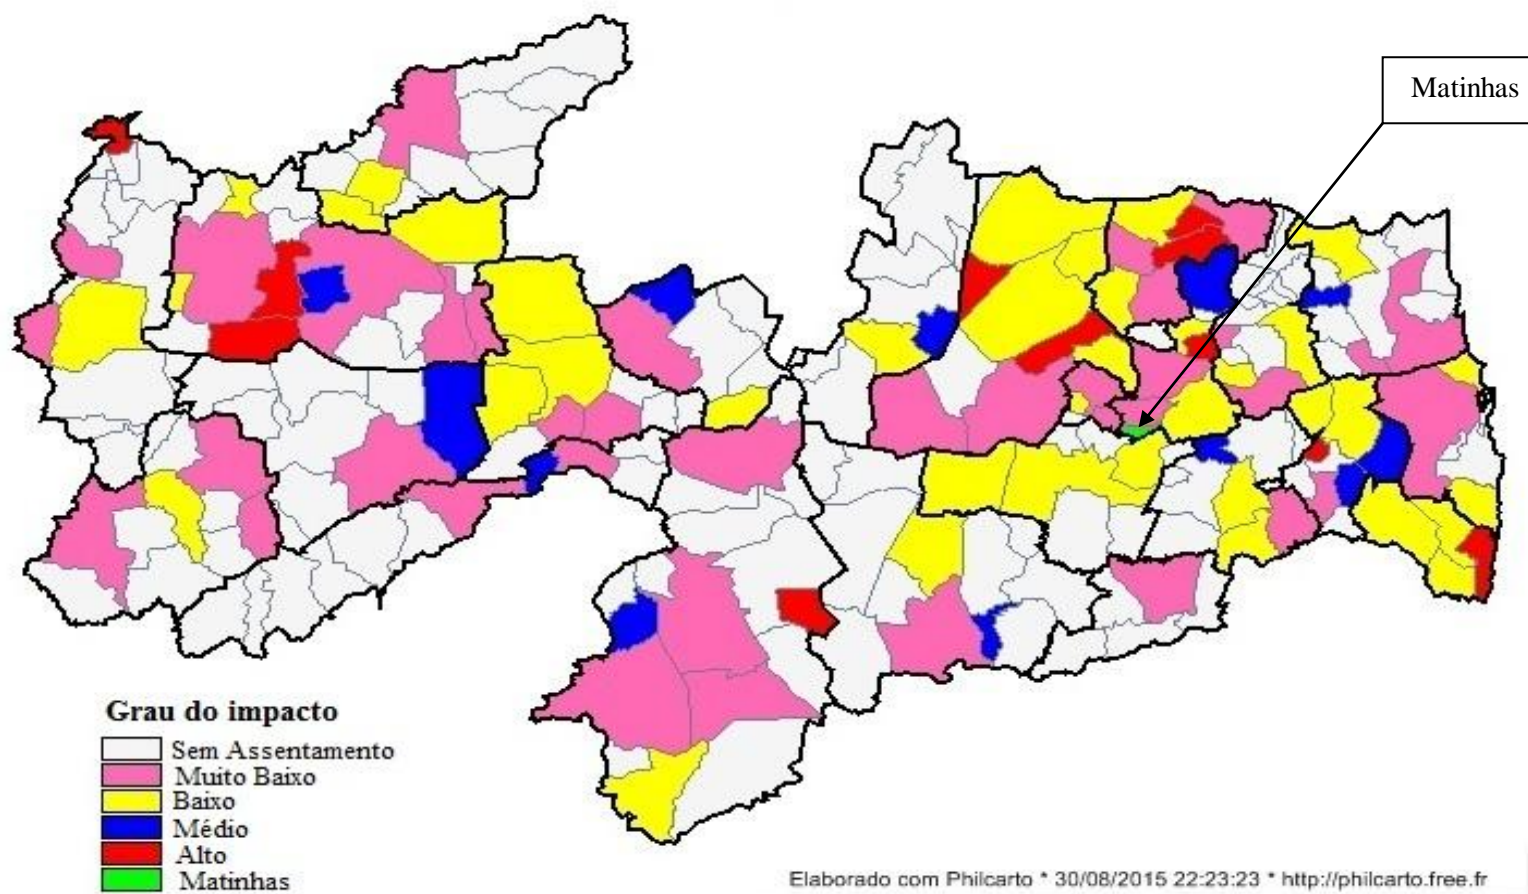 Matinhas
Grau do impacto
Sem Assentamento
Muito Baixo
Baixo
Médio
Alto
Matinhas
Elaborado com Philcarto * 30/08/2015 22:23:23 * http://philcarto.free.fr